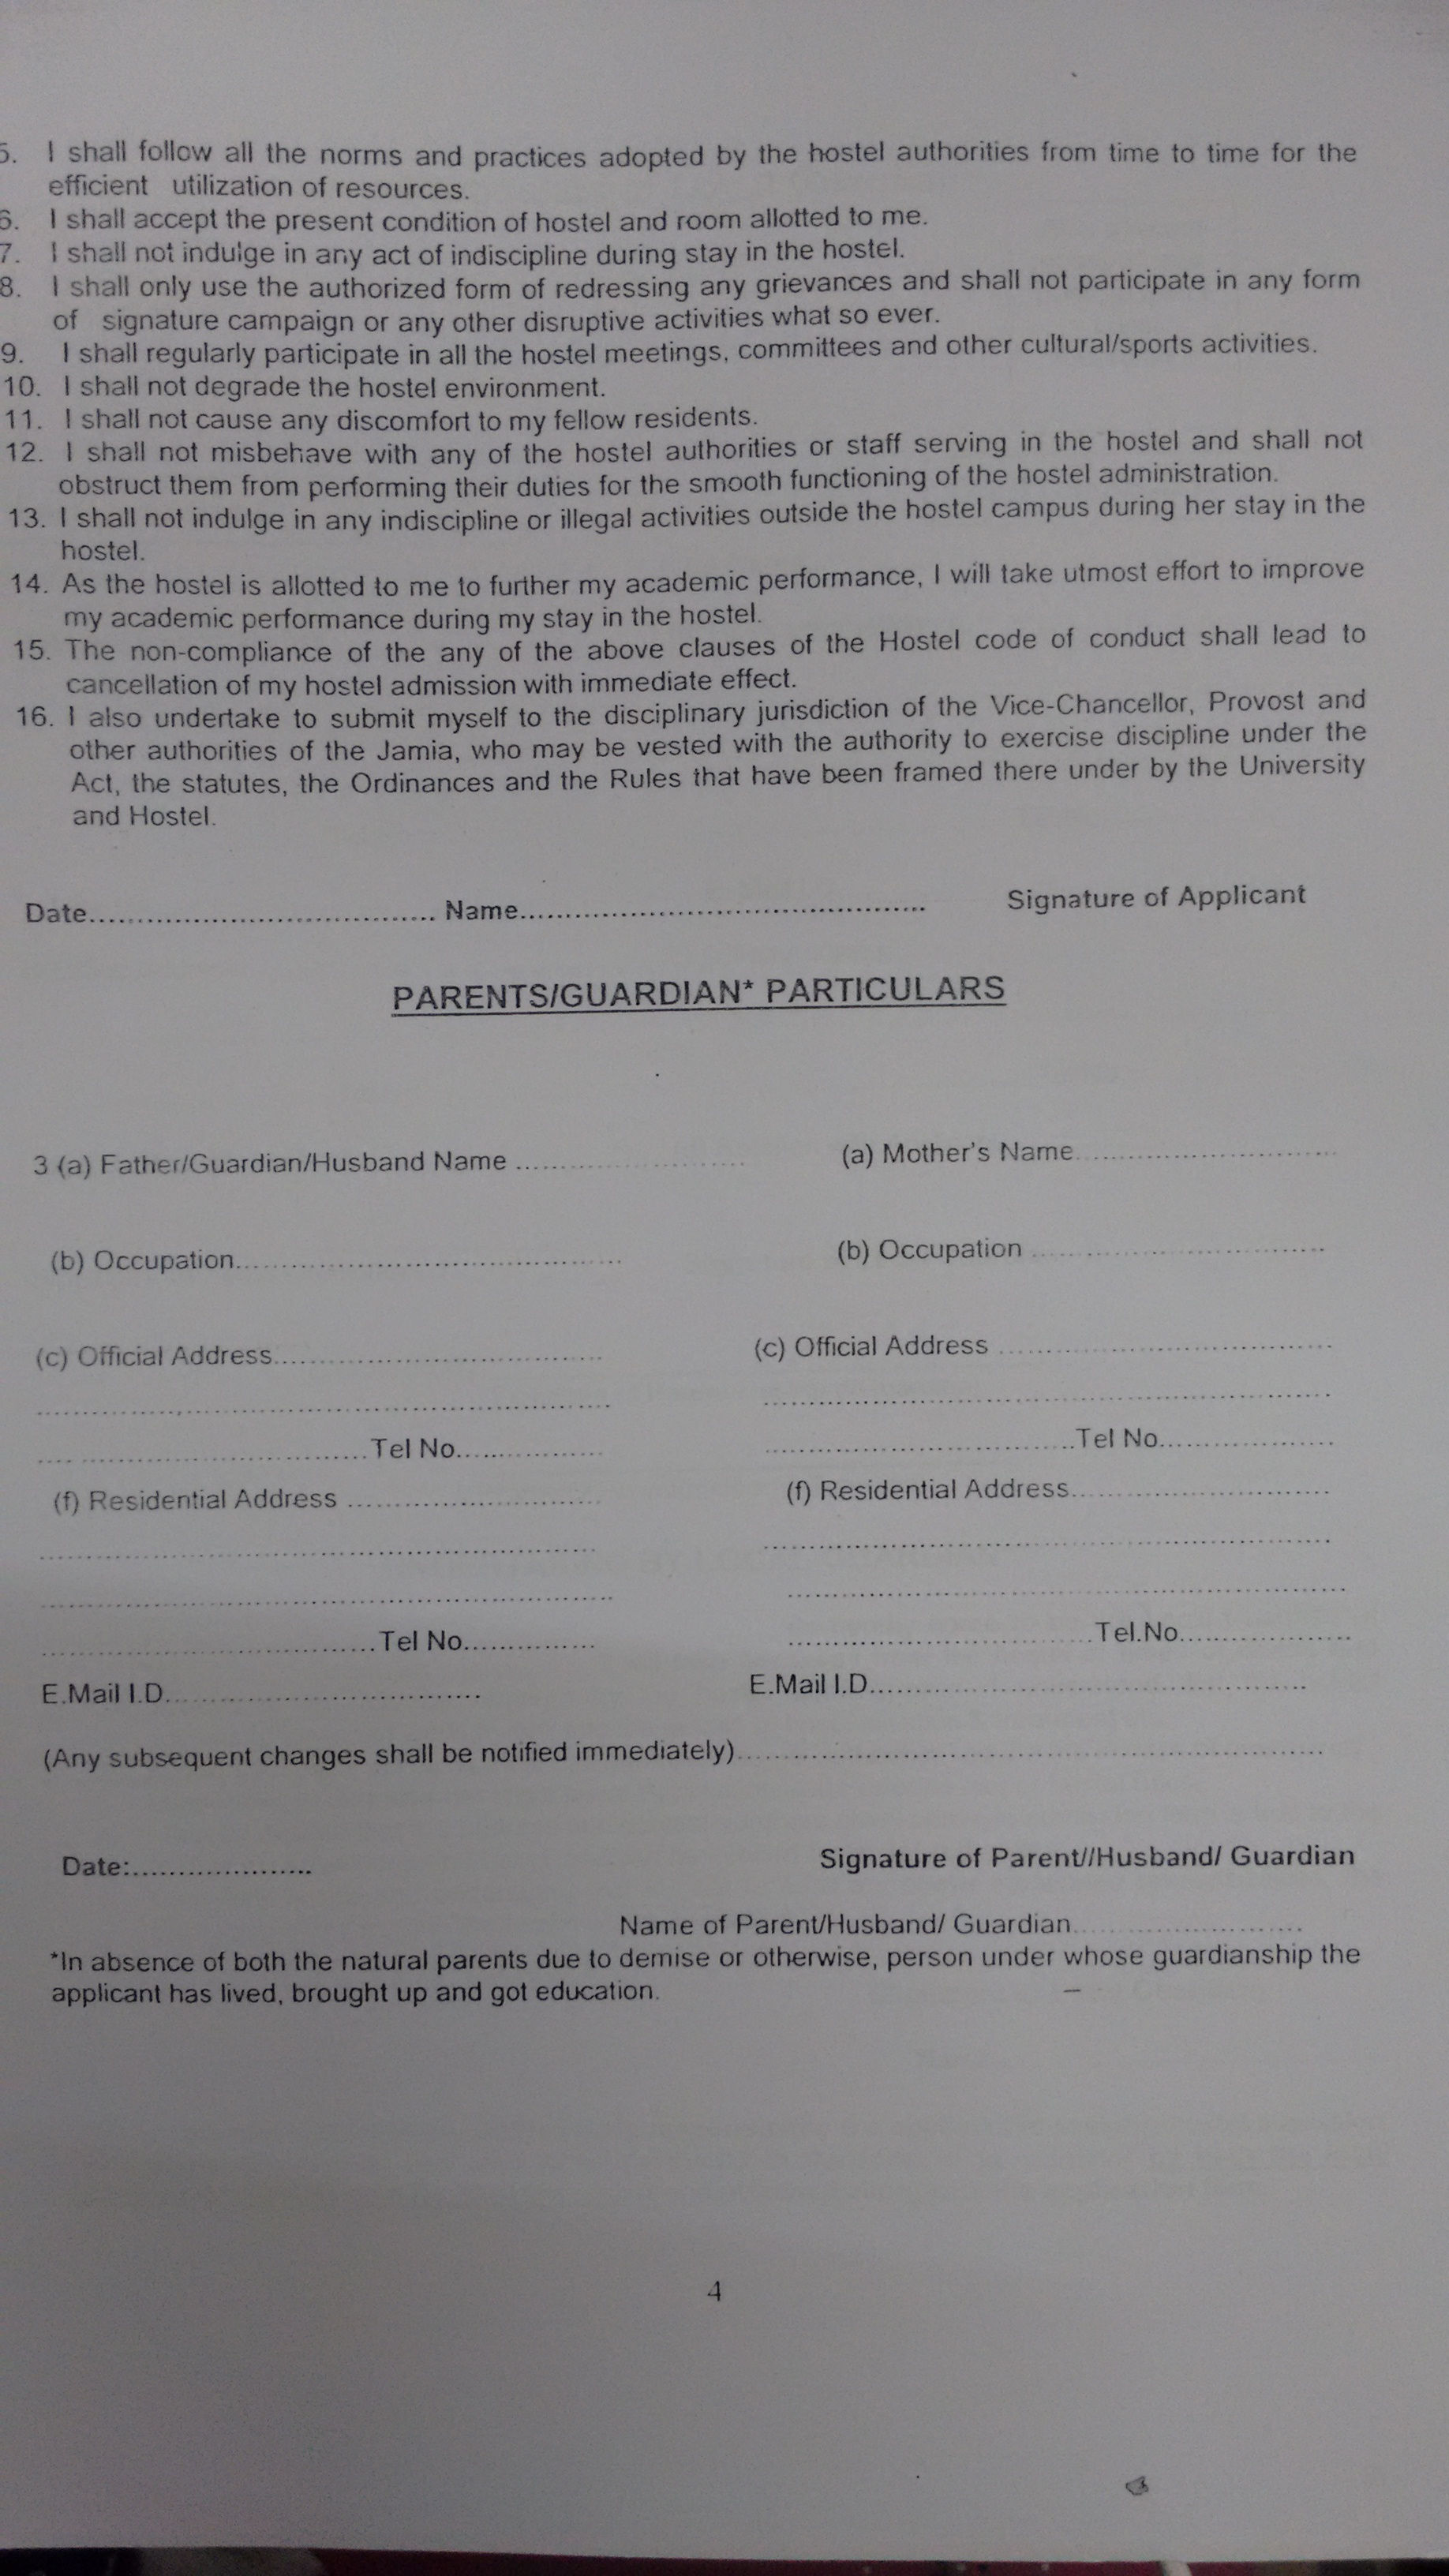 5. I shall follow all the norms and practices adopted by the hostel authorities from time to time for the
efficient utilization of resources.
6. I shall accept the present condition of hostel and room allotted to me.
7. I shall not indulge in any act of indiscipline during stay in the hostel.
8. I shall only use the authorized form of redressing any grievances and shall not participate in any form
of signature campaign or any other disruptive activities what so ever.
9. I shall regularly participate in all the hostel meetings, committees and other cultural/sports activities.
10. I shall not degrade the hostel environment.
11. I shall not cause any discomfort to my fellow residents.
12. I shall not misbehave with any of the hostel authorities or staff serving in the hostel and shall not
obstruct them from performing their duties for the smooth functioning of the hostel administration.
13. I shall not indulge in any indiscipline or illegal activities outside the hostel campus during her stay in the
hostel.
14. As the hostel is allotted to me to further my academic performance, I will take utmost effort to improve
my academic performance during my stay in the hostel.
15. The non-compliance of the any of the above clauses of the Hostel code of conduct shall lead to
cancellation of my hostel admission with immediate effect.
16. I also undertake to submit myself to the disciplinary jurisdiction of the Vice-Chancellor, Provost and
other authorities of the Jamia, who may be vested with the authority to exercise discipline under the
Act, the statutes, the Ordinances and the Rules that have been framed there under by the University
and Hostel.
Date.................................... Name........................................... Signature of Applicant
PARENTS/GUARDIAN* PARTICULARS
3 (a) Father/Guardian/Husband Name ........................ (a) Mother's Name...........................
(b) Occupation........................................ (b) Occupation ..............................
(c) Official Address.................................. (c) Official Address ..................................
............................................................ ............................................................
...................................Tel No............... .................................Tel No..................
(f) Residential Address .......................... (f) Residential Address...........................
.......................................................... ............................................................
............................................................ ...........................................................
...................................Tel No.............. ................................Tel.No..................
E.Mail I.D................................. E.Mail I.D..............................................
(Any subsequent changes shall be notified immediately).............................................................
Date:.................... Signature of Parent//Husband/ Guardian
Name of Parent/Husband/ Guardian........................
*In absence of both the natural parents due to demise or otherwise, person under whose guardianship the
applicant has lived, brought up and got education.
4